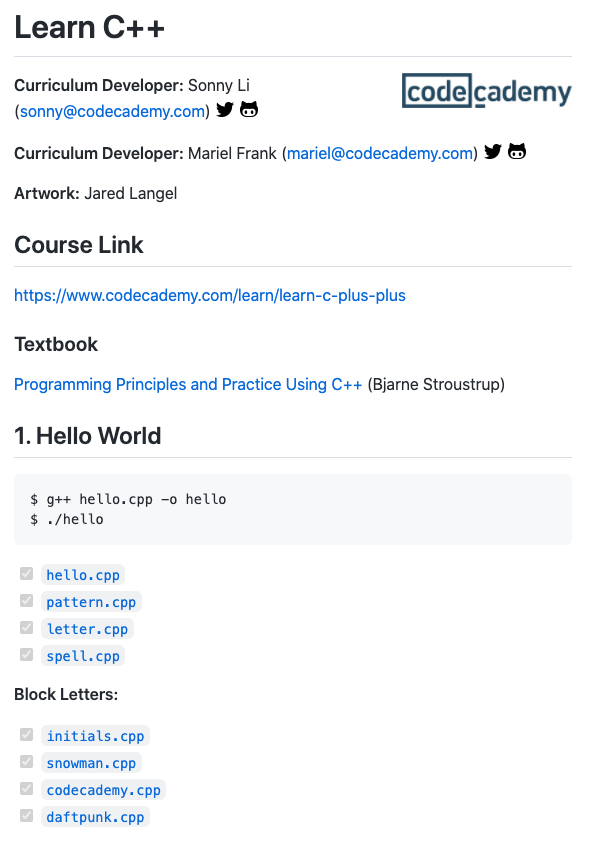 Learn C++
Curriculum Developer: Sonny Li
(sonny@codecademy.com)
codecademy
Curriculum Developer: Mariel Frank (mariel@codecademy.com)
Artwork: Jared Langel
Course Link
https://www.codecademy.com/learn/learn-c-plus-plus
Textbook
Programming Principles and Practice Using C++ (Bjarne Stroustrup)
1. Hello World
$ g++ hello.cpp -o hello
$ ./hello
hello.cpp
pattern.cpp
letter.cpp
spell.cpp
Block Letters:
initials.cpp
snowman.cpp
codecademy.cpp
daftpunk.cpp